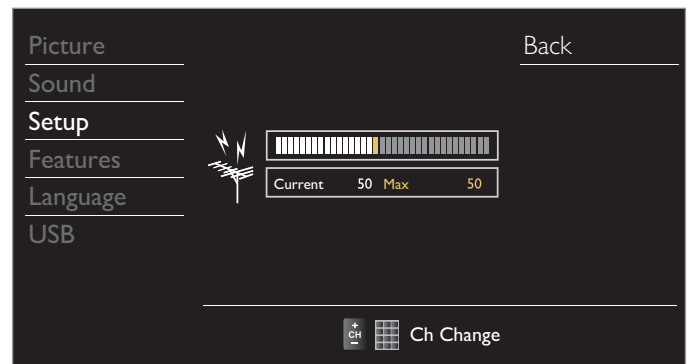 Picture
Back
Sound
Setup
Features
Language
USB
Current 50 Max 50
+
CH
−
Ch Change